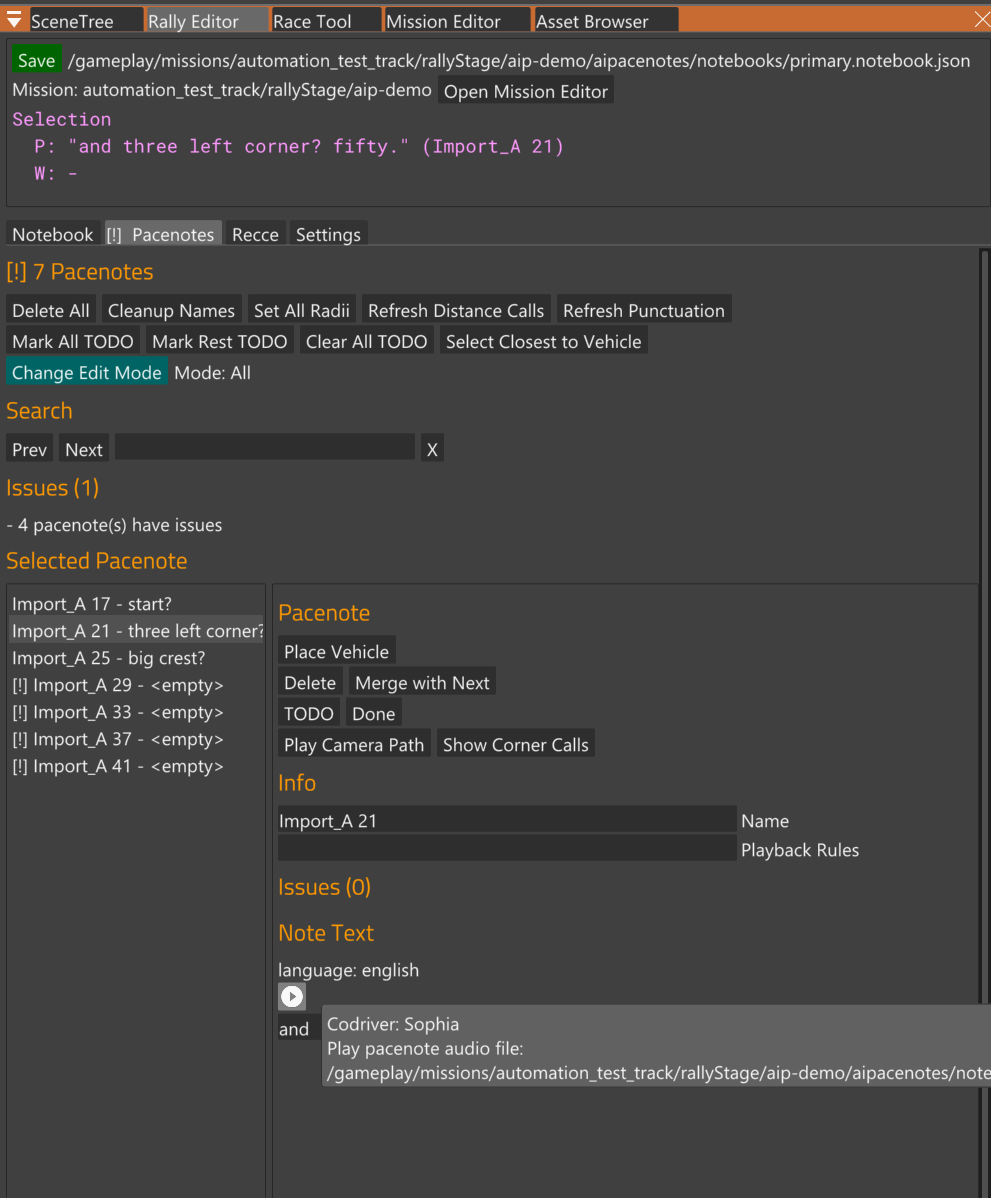 SceneTree Rally Editor Race Tool Mission Editor Asset Browser
Save /gameplay/missions/automation_test_track/rallyStage/aip-demo/aipacenotes/notebooks/primary.notebook.json
Mission: automation_test_track/rallyStage/aip-demo Open Mission Editor
Selection
P: "and three left corner? fifty." (Import_A 21)
W: -
Notebook [!] Pacenotes Recce Settings
[!] 7 Pacenotes
Delete All Cleanup Names Set All Radii Refresh Distance Calls Refresh Punctuation
Mark All TODO Mark Rest TODO Clear All TODO Select Closest to Vehicle
Change Edit Mode Mode: All
Search
Prev Next X
Issues (1)
- 4 pacenote(s) have issues
Selected Pacenote
Import_A 17 - start?
Import_A 21 - three left corner?
Import_A 25 - big crest?
[!] Import_A 29 - <empty>
[!] Import_A 33 - <empty>
[!] Import_A 37 - <empty>
[!] Import_A 41 - <empty>
Pacenote
Place Vehicle
Delete Merge with Next
TODO Done
Play Camera Path Show Corner Calls
Info
Import_A 21 Name
Playback Rules
Issues (0)
Note Text
language: english
and
Codriver: Sophia
Play pacenote audio file:
/gameplay/missions/automation_test_track/rallyStage/aip-demo/aipacenotes/note